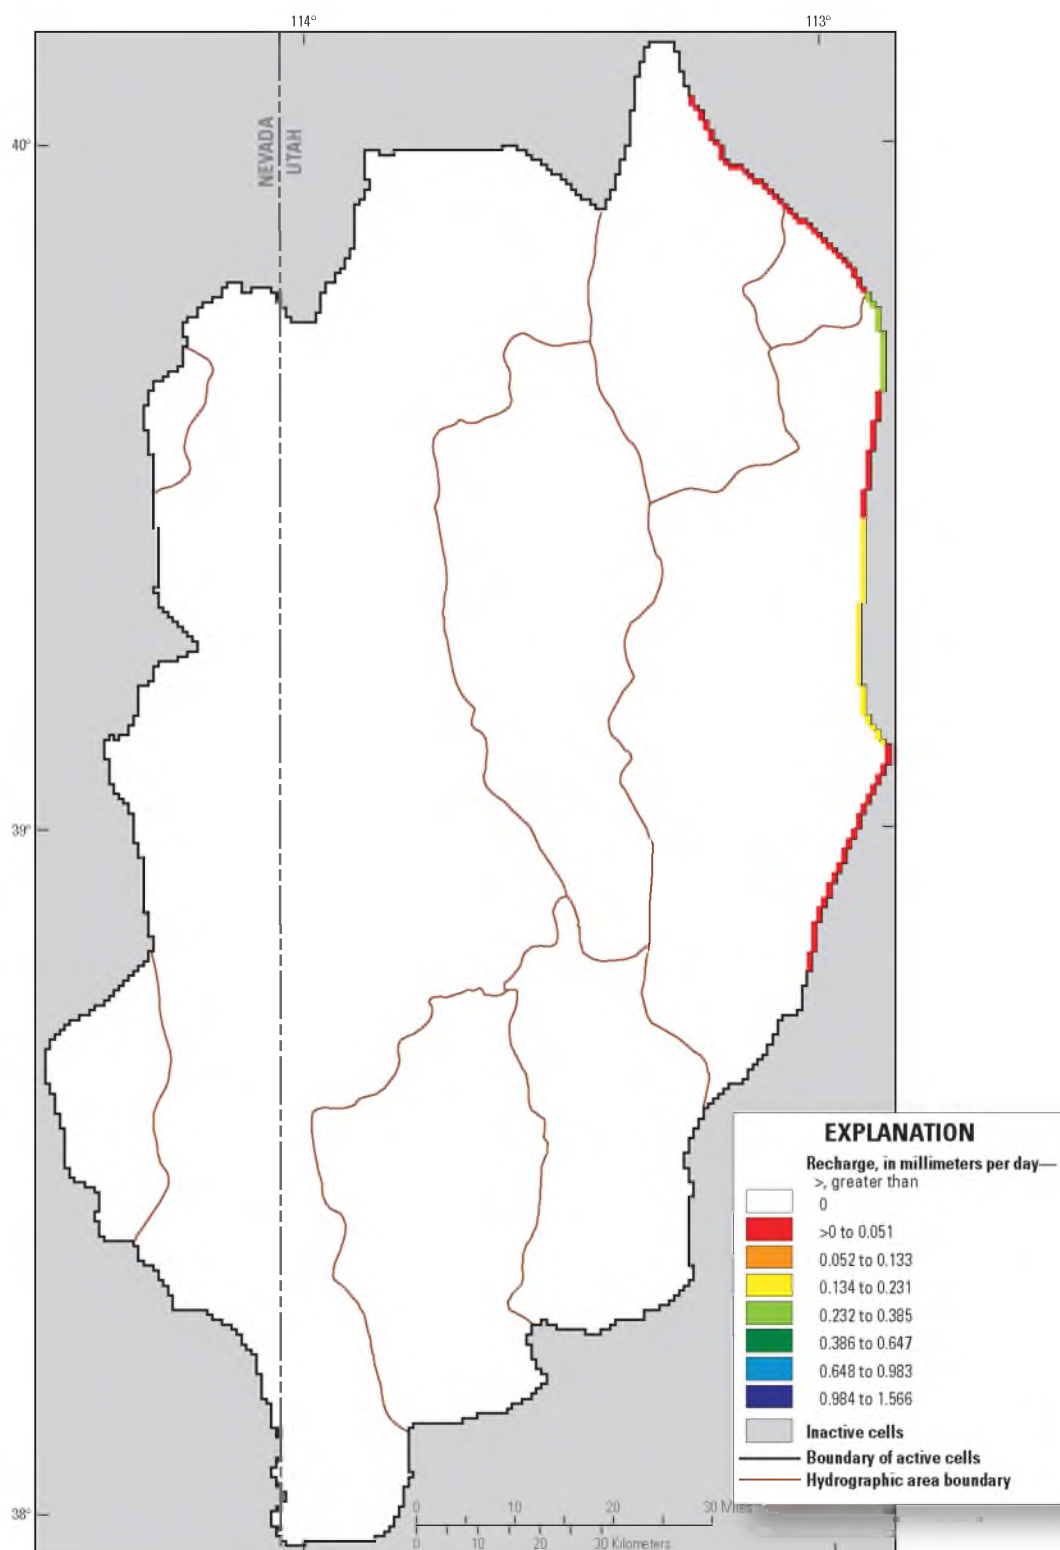 114°
113°
40°
NEVADA
UTAH
39°
EXPLANATION
Recharge, in millimeters per day—
>, greater than
0
>0 to 0.051
0.052 to 0.133
0.134 to 0.231
0.232 to 0.385
0.386 to 0.647
0.648 to 0.983
0.984 to 1.566
Inactive cells
Boundary of active cells
Hydrographic area boundary
38°
0 10 20 30 Miles
0 10 20 30 Kilometers